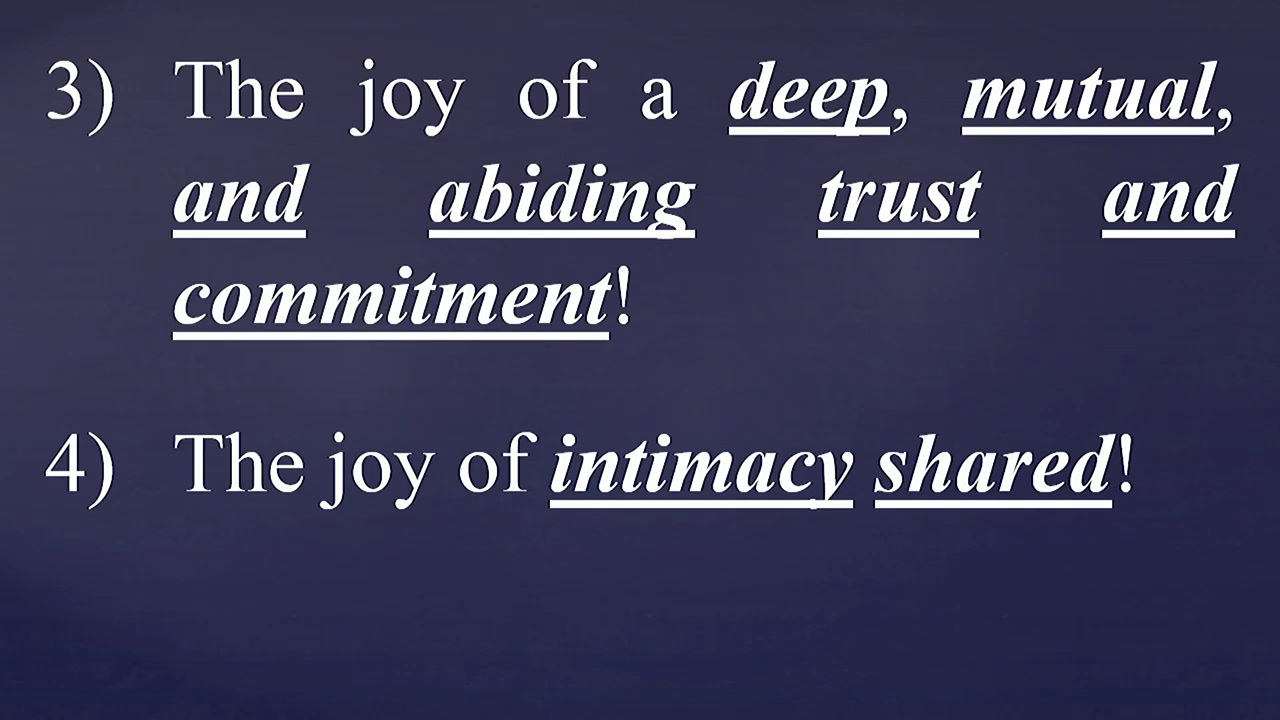 3) The joy of a deep, mutual,
and abiding trust and
commitment!
4) The joy of intimacy shared!